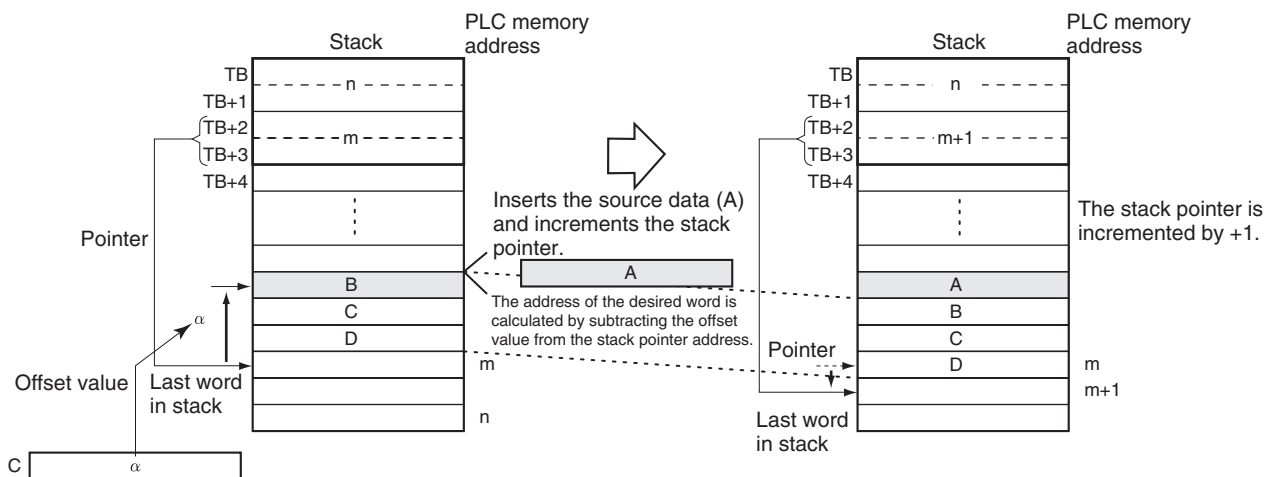 PLC memory
address
Stack
TB
n
TB+1
TB+2
m
TB+3
TB+4
Pointer
B
C
D
α
Offset value
Last word
in stack
m
n
C
α
Inserts the source data (A)
and increments the stack
pointer.
A
The address of the desired word is
calculated by subtracting the offset
value from the stack pointer address.
PLC memory
address
Stack
TB
n
TB+1
TB+2
m+1
TB+3
TB+4
The stack pointer is
incremented by +1.
A
B
C
Pointer
D
m
m+1
Last word
in stack